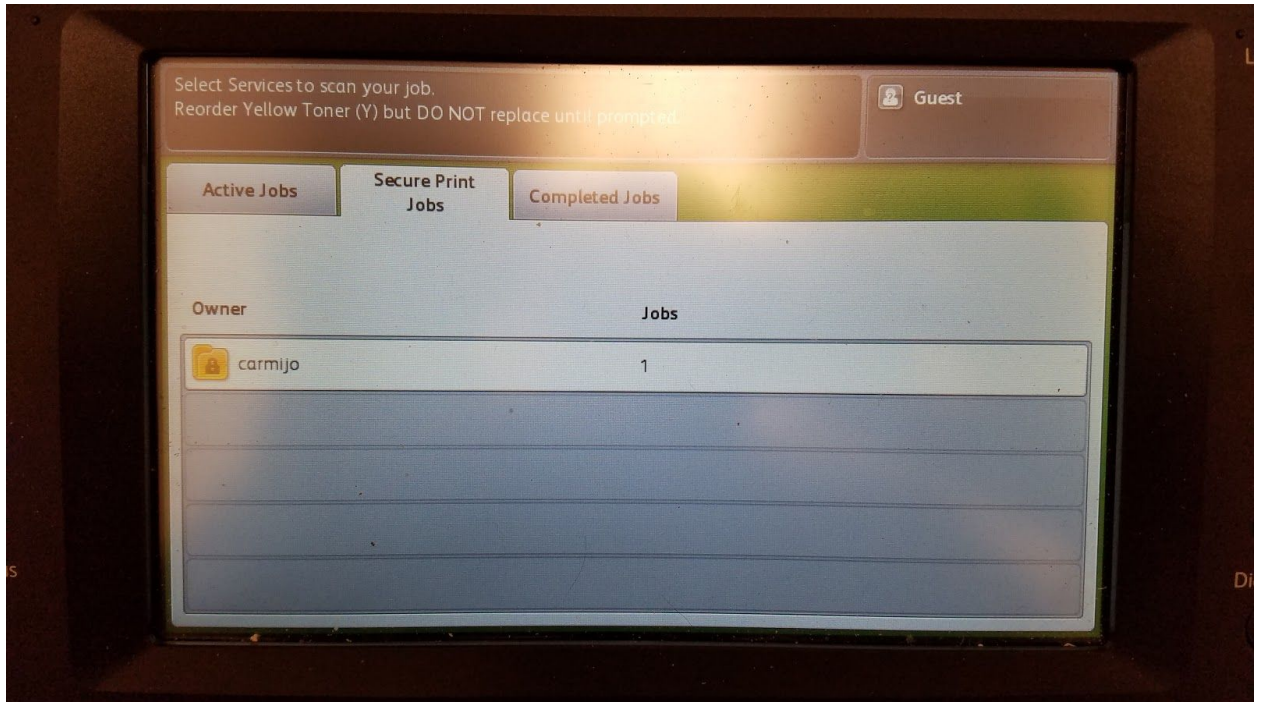 Select Services to scan your job.
Reorder Yellow Toner (Y) but DO NOT replace until prompted
Guest
Active Jobs
Secure Print
Jobs
Completed Jobs
Owner
Jobs
carmijo
1